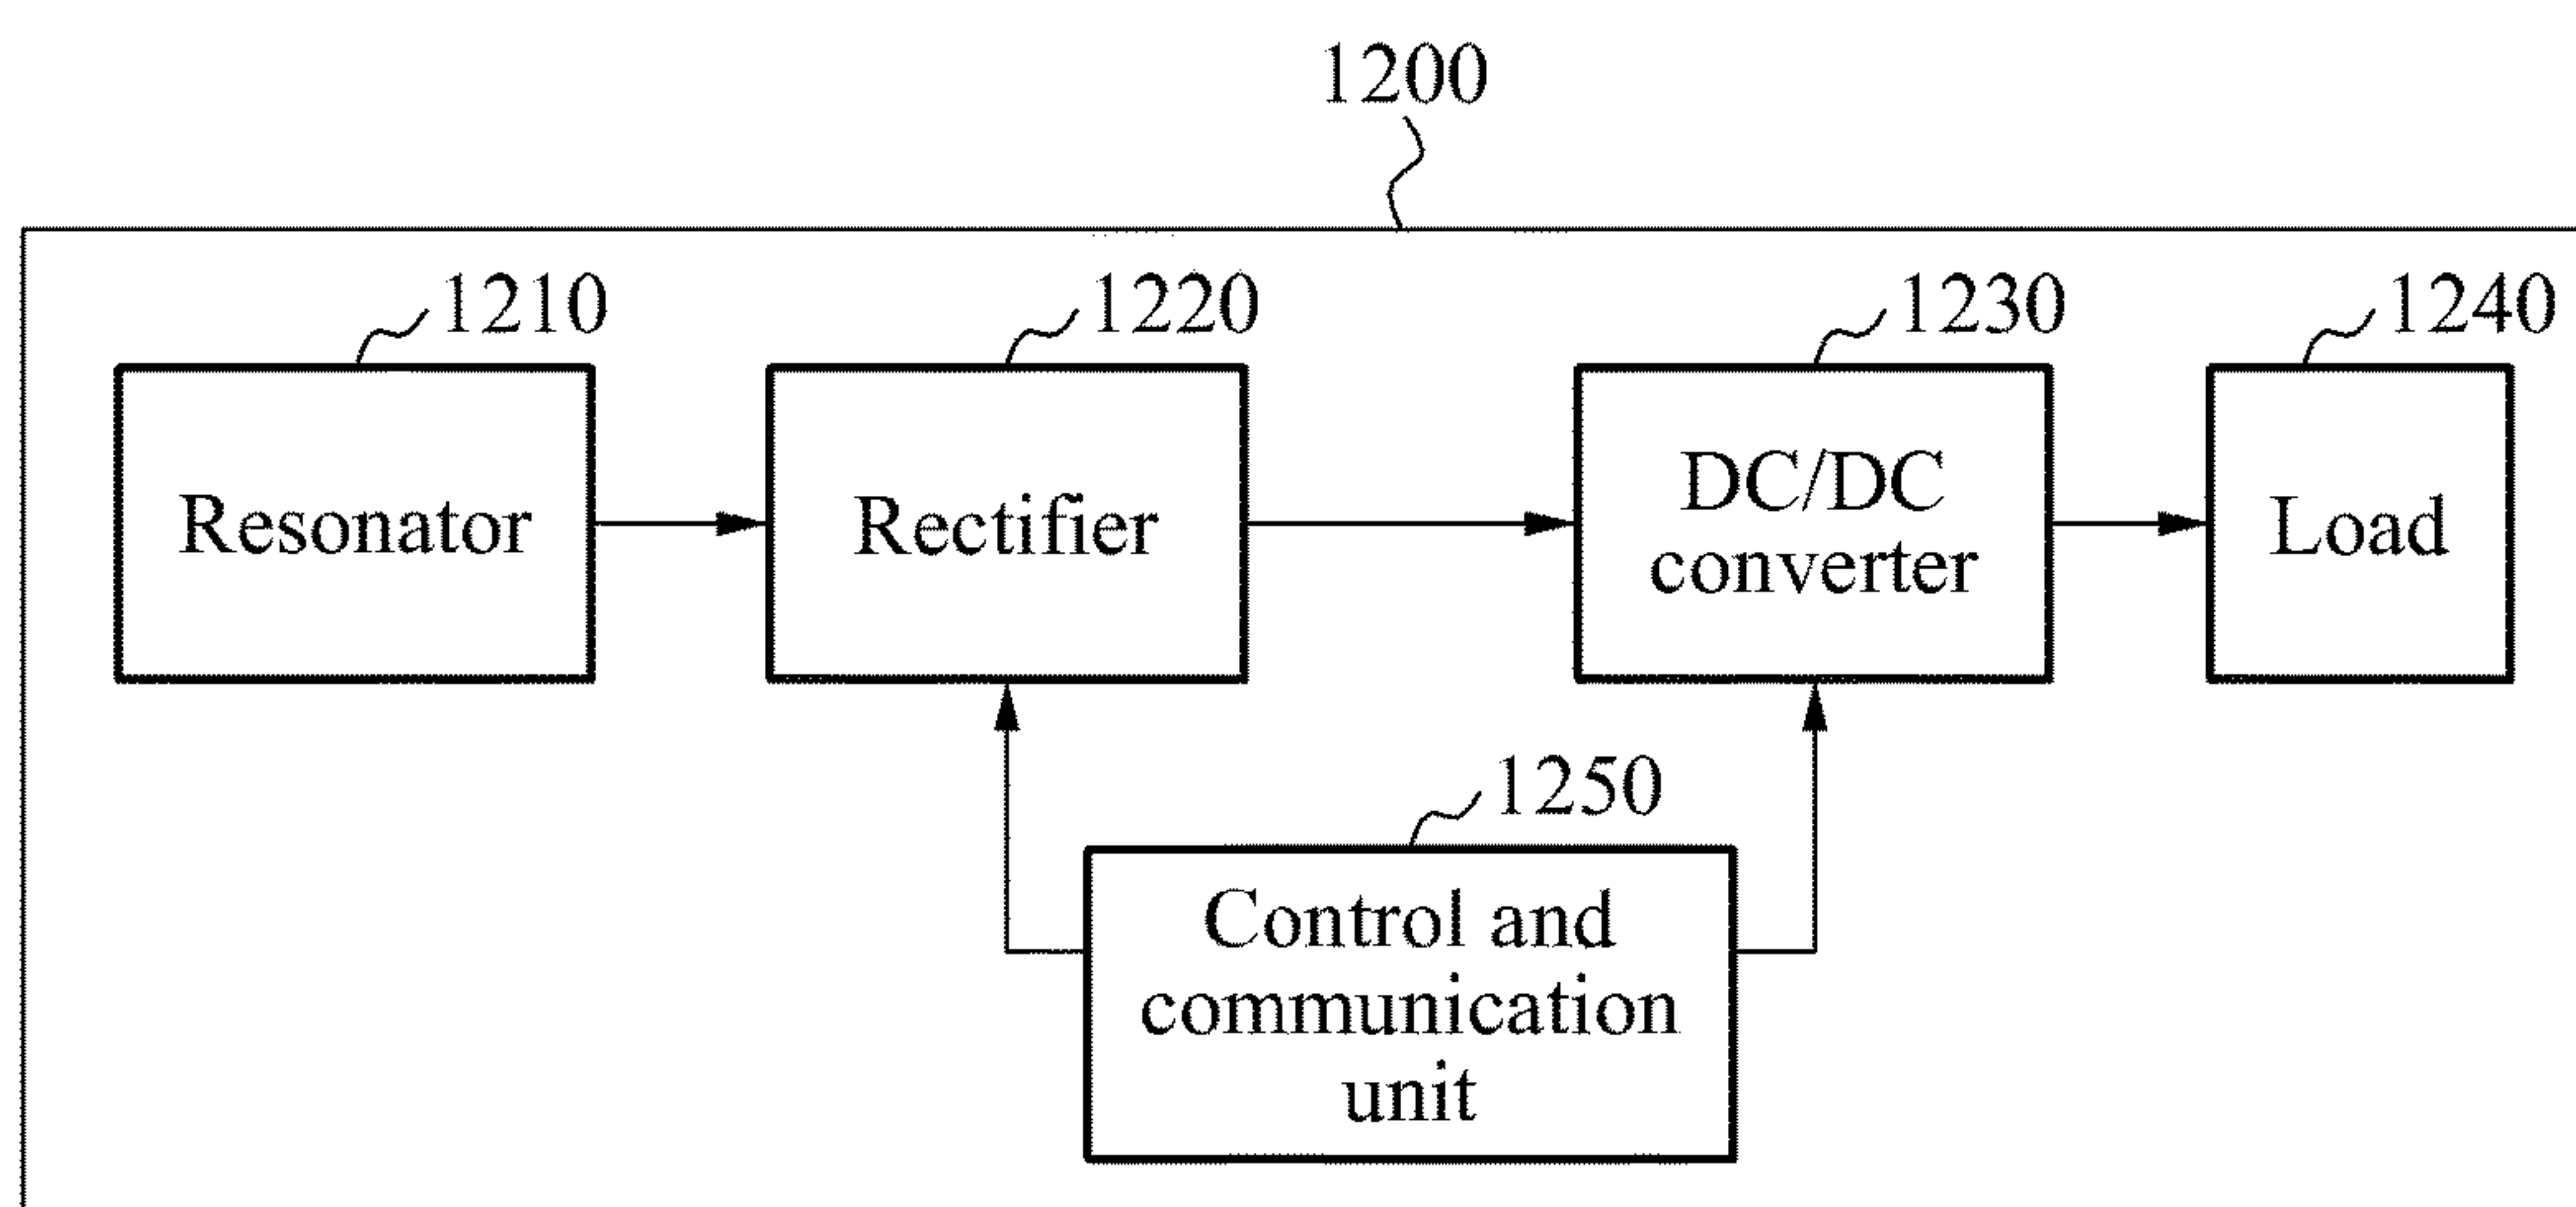 1200
1210
1220
1230
1240
Resonator
Rectifier
DC/DC
converter
Load
1250
Control and
communication
unit